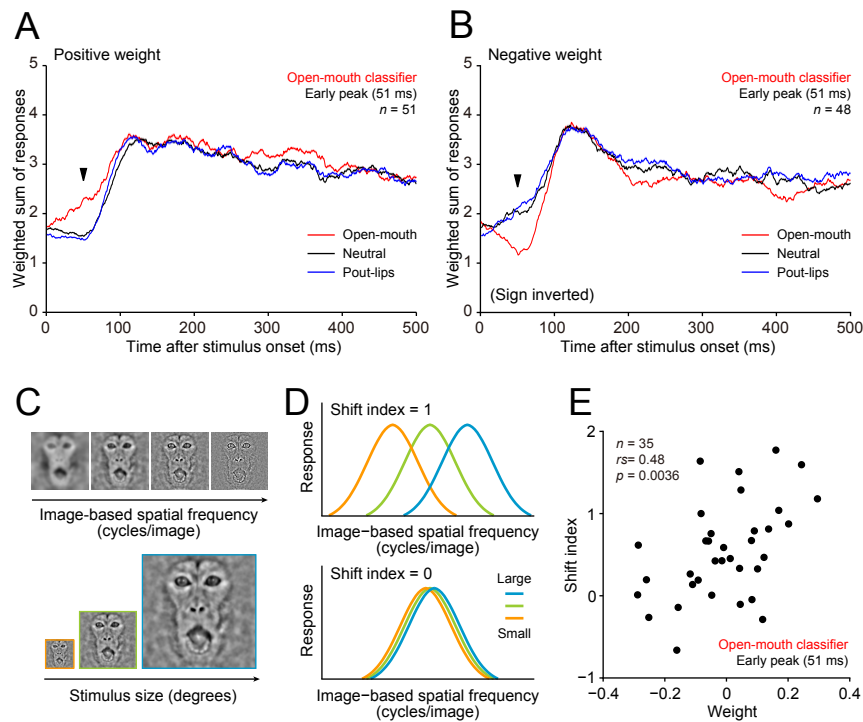 A
Positive weight
Open-mouth classifier
Early peak (51 ms)
n = 51
Weighted sum of responses
5
4
3
2
1
0
Open-mouth
Neutral
Pout-lips
0 100 200 300 400 500
Time after stimulus onset (ms)
B
Negative weight
Open-mouth classifier
Early peak (51 ms)
n = 48
Weighted sum of responses
5
4
3
2
1
0
Open-mouth
Neutral
Pout-lips
(Sign inverted)
0 100 200 300 400 500
Time after stimulus onset (ms)
C
Image-based spatial frequency
(cycles/image)
Stimulus size (degrees)
D
Shift index = 1
Response
Image−based spatial frequency
(cycles/image)
Shift index = 0
Large
Small
Response
Image−based spatial frequency
(cycles/image)
E
n = 35
rs= 0.48
p = 0.0036
Shift index
2
1
0
−1
Open-mouth classifier
Early peak (51 ms)
−0.4 −0.2 0 0.2 0.4
Weight